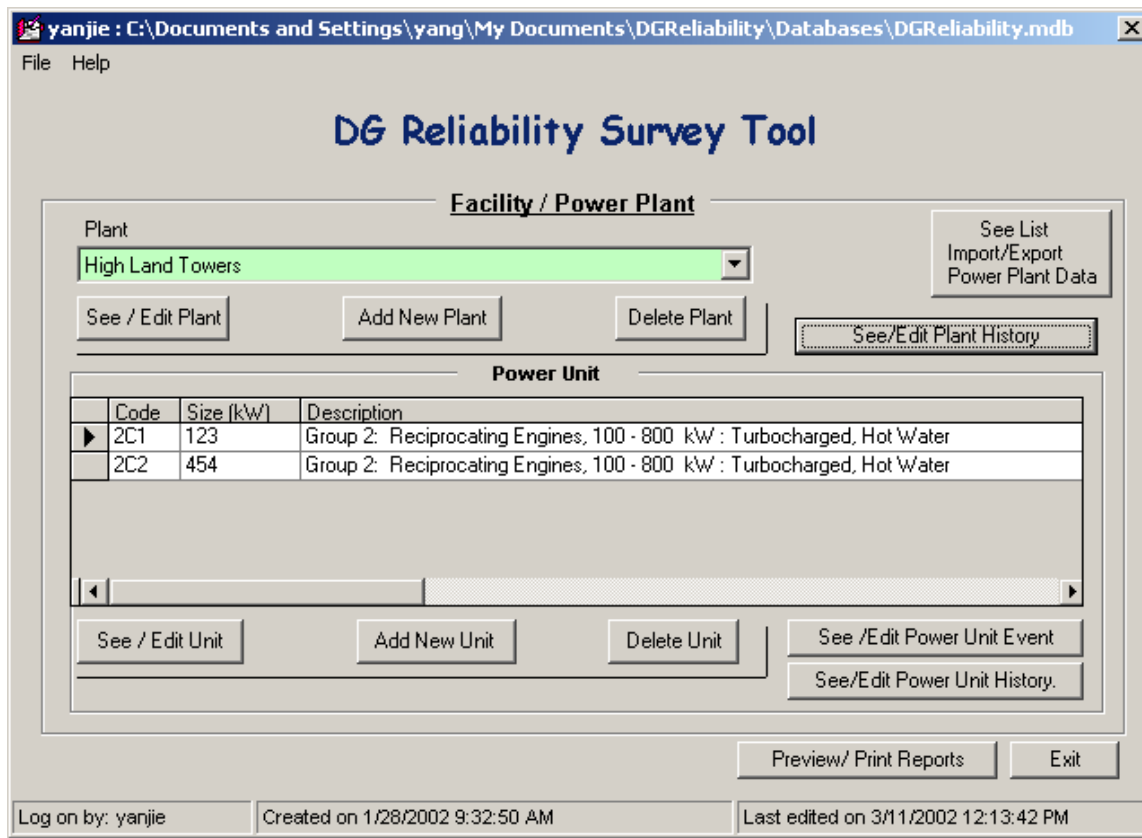 yanjie : C:\Documents and Settings\yang\My Documents\DGReliability\Databases\DGReliability.mdb
File Help
DG Reliability Survey Tool
Facility / Power Plant
Plant
High Land Towers
See List
Import/Export
Power Plant Data
See / Edit Plant
Add New Plant
Delete Plant
See/Edit Plant History
Power Unit
Code Size (kW) Description
2C1 123 Group 2: Reciprocating Engines, 100 - 800 kW : Turbocharged, Hot Water
2C2 454 Group 2: Reciprocating Engines, 100 - 800 kW : Turbocharged, Hot Water
See / Edit Unit
Add New Unit
Delete Unit
See /Edit Power Unit Event
See/Edit Power Unit History.
Preview/ Print Reports
Exit
Log on by: yanjie
Created on 1/28/2002 9:32:50 AM
Last edited on 3/11/2002 12:13:42 PM